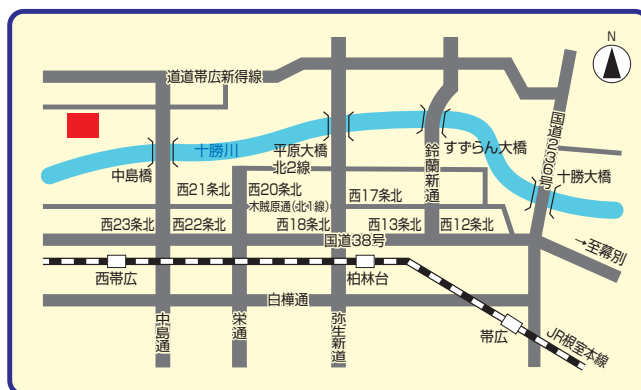 N
道道帯広新得線
国道236号
十勝川
平原大橋
すずらん大橋
鈴蘭新通
中島橋
北2線
十勝大橋
西21条北
西20条北
西17条北
木賊原通(北1線)
西23条北
西22条北
西18条北
西13条北
西12条北
国道38号
→至幕別
西帯広
柏林台
白樺通
中島通
栄通
弥生新道
帯広
JR根室本線